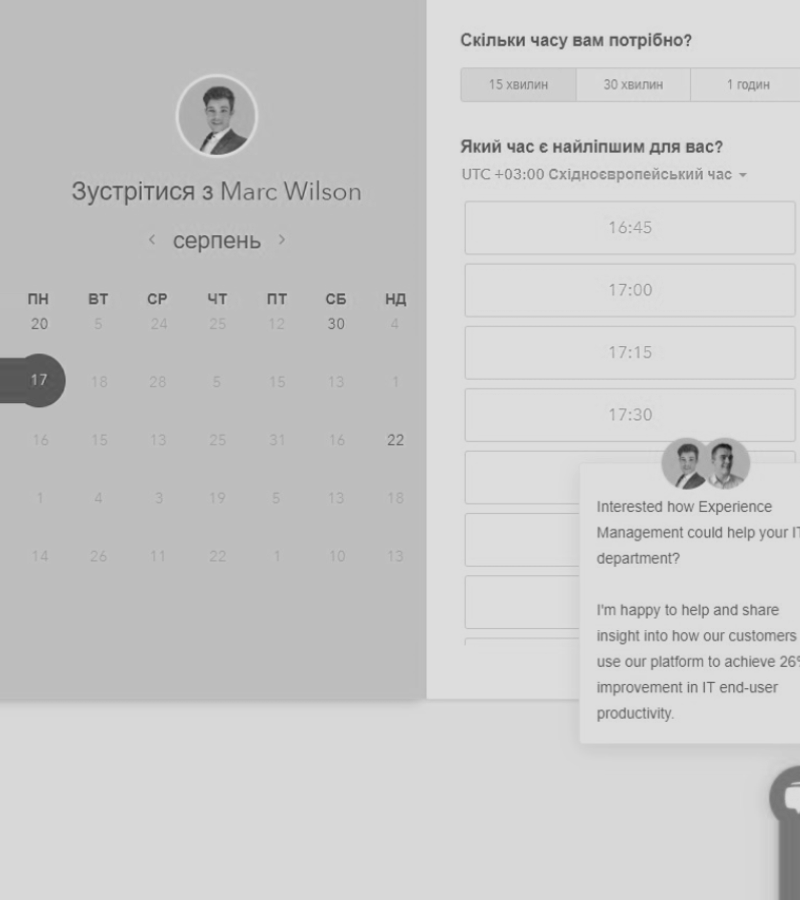 Зустрітися з Marc Wilson
серпень
ПН ВТ СР ЧТ ПТ СБ НД
20 5 24 25 12 30 4
17 18 28 5 15 13 1
16 15 13 25 31 16 22
1 4 3 19 5 13 18
14 26 11 22 1 10 13
Скільки часу вам потрібно?
15 хвилин 30 хвилин 1 годин
Який час є найліпшим для вас?
UTC +03:00 Східноєвропейський час
16:45
17:00
17:15
17:30
Interested how Experience
Management could help your IT
department?
I'm happy to help and share
insight into how our customers
use our platform to achieve 26%
improvement in IT end-user
productivity.